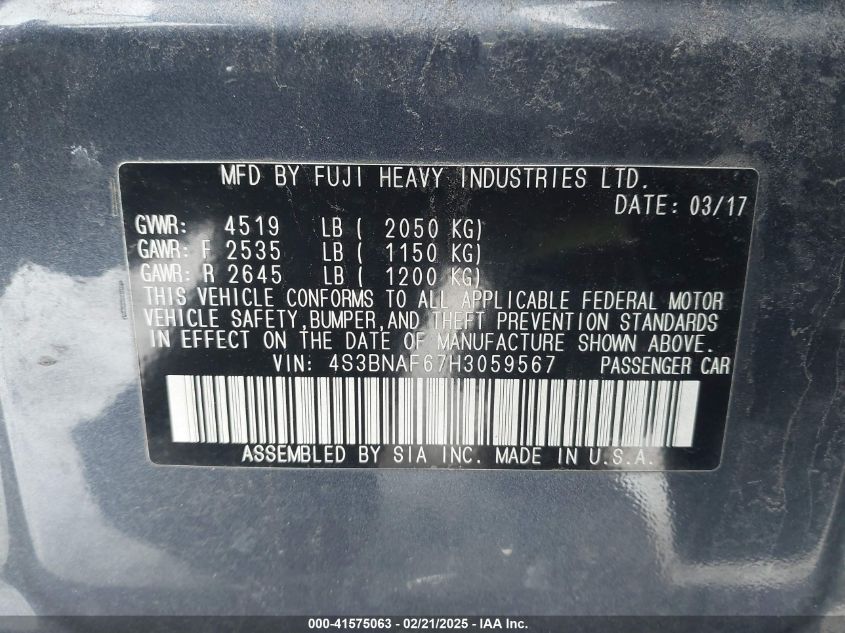 MFD BY FUJI HEAVY INDUSTRIES LTD.
DATE: 03/17
GVWR: 4519 LB ( 2050 KG)
GAWR: F 2535 LB ( 1150 KG)
GAWR: R 2645 LB ( 1200 KG)
THIS VEHICLE CONFORMS TO ALL APPLICABLE FEDERAL MOTOR
VEHICLE SAFETY,BUMPER,AND THEFT PREVENTION STANDARDS
IN EFFECT ON THE DATE OF MANUFACTURE SHOWN ABOVE.
VIN: 4S3BNAF67H3059567 PASSENGER CAR
ASSEMBLED BY SIA INC. MADE IN U.S.A.
000-41575063 - 02/21/2025 - IAA Inc.